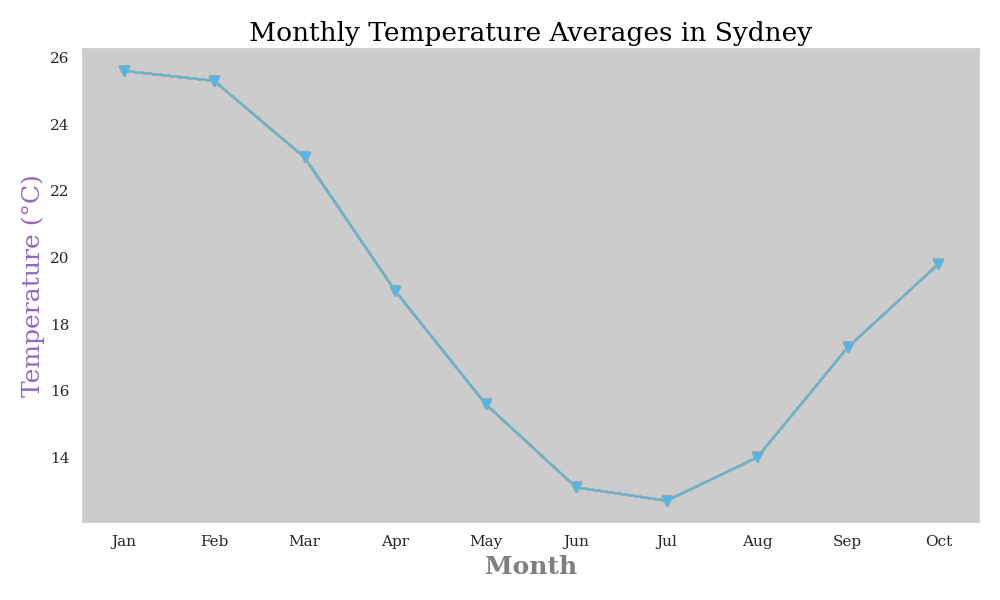 Monthly Temperature Averages in Sydney
Temperature (°C)
26
24
22
20
18
16
14
Jan Feb Mar Apr May Jun Jul Aug Sep Oct
Month